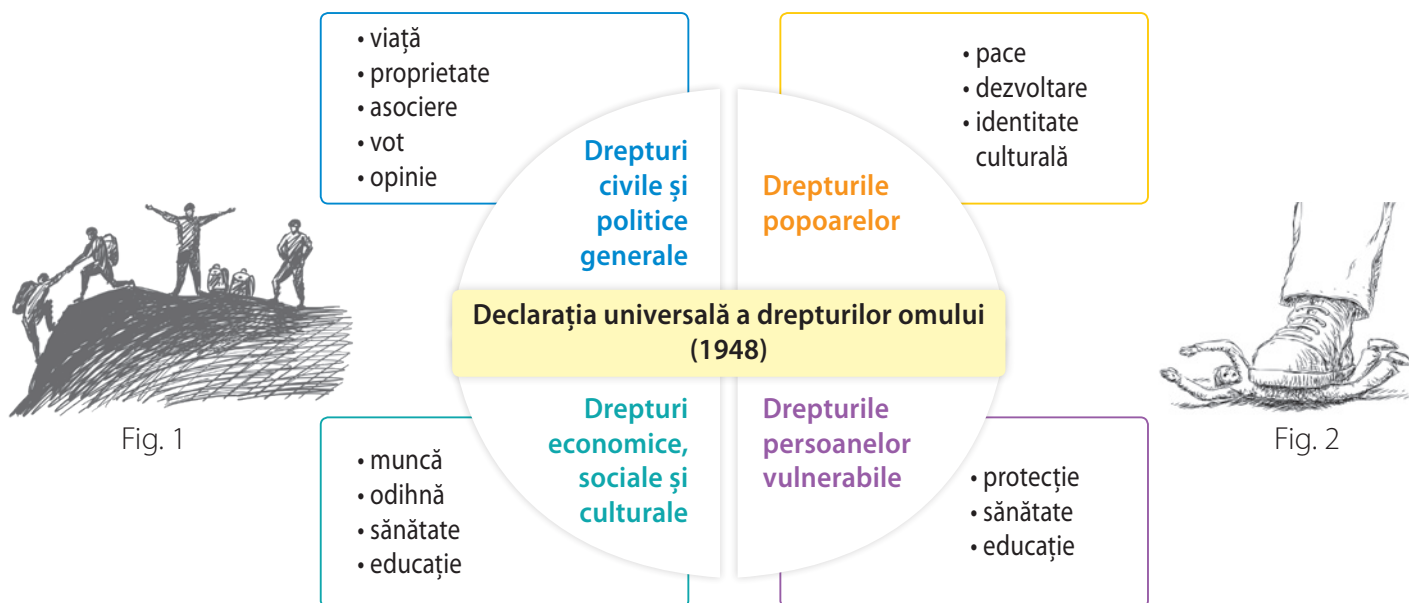 • viață
• proprietate
• asociere
• vot
• opinie
Drepturi
civile și
politice
generale
• pace
• dezvoltare
• identitate
culturală
Drepturile
popoarelor
Declarația universală a drepturilor omului
(1948)
Fig. 1
Fig. 2
Drepturi
economice,
sociale și
culturale
• muncă
• odihnă
• sănătate
• educație
Drepturile
persoanelor
vulnerabile
• protecție
• sănătate
• educație